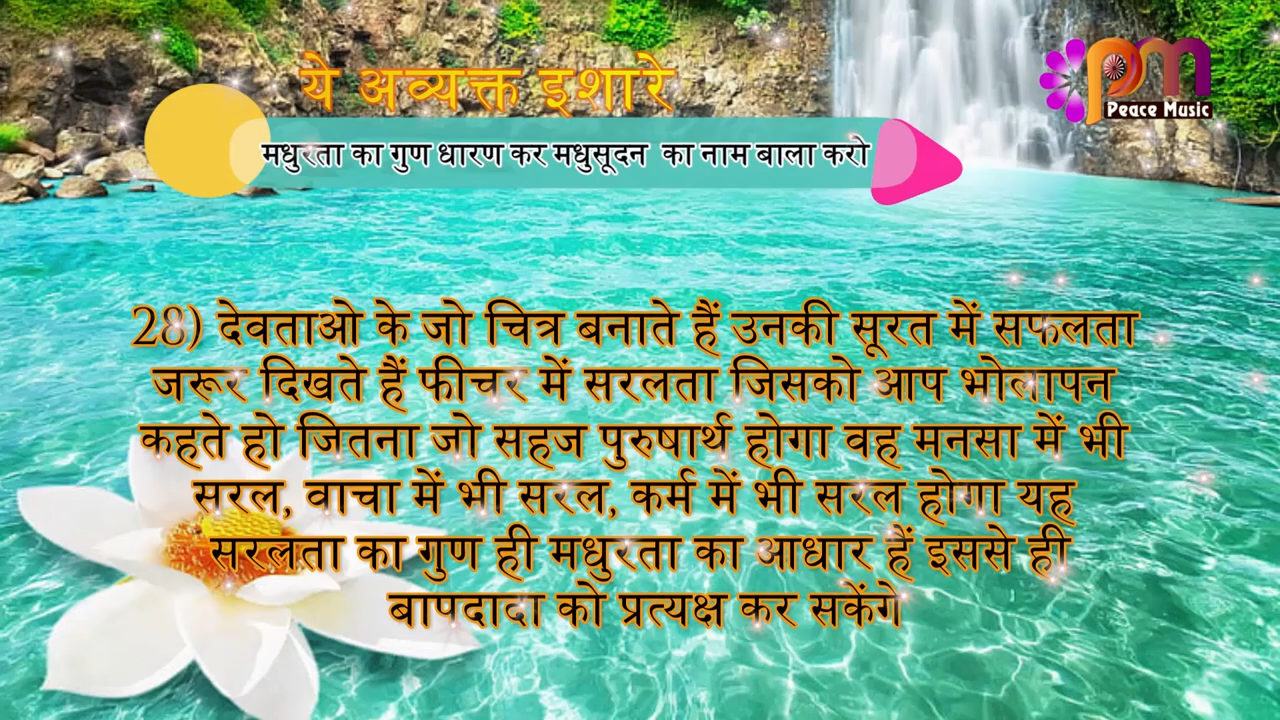 ये अव्यक्त इशारे
pm
Peace Music
मधुरता का गुण धारण कर मधुसूदन का नाम बाला करो
28) देवताओ के जो चित्र बनाते हैं उनकी सूरत में सफलता
जरूर दिखते हैं फीचर में सरलता जिसको आप भोलापन
कहते हो जितना जो सहज पुरुषार्थ होगा वह मनसा में भी
सरल, वाचा में भी सरल, कर्म में भी सरल होगा यह
सरलता का गुण ही मधुरता का आधार हैं इससे ही
बापदादा को प्रत्यक्ष कर सकेंगे